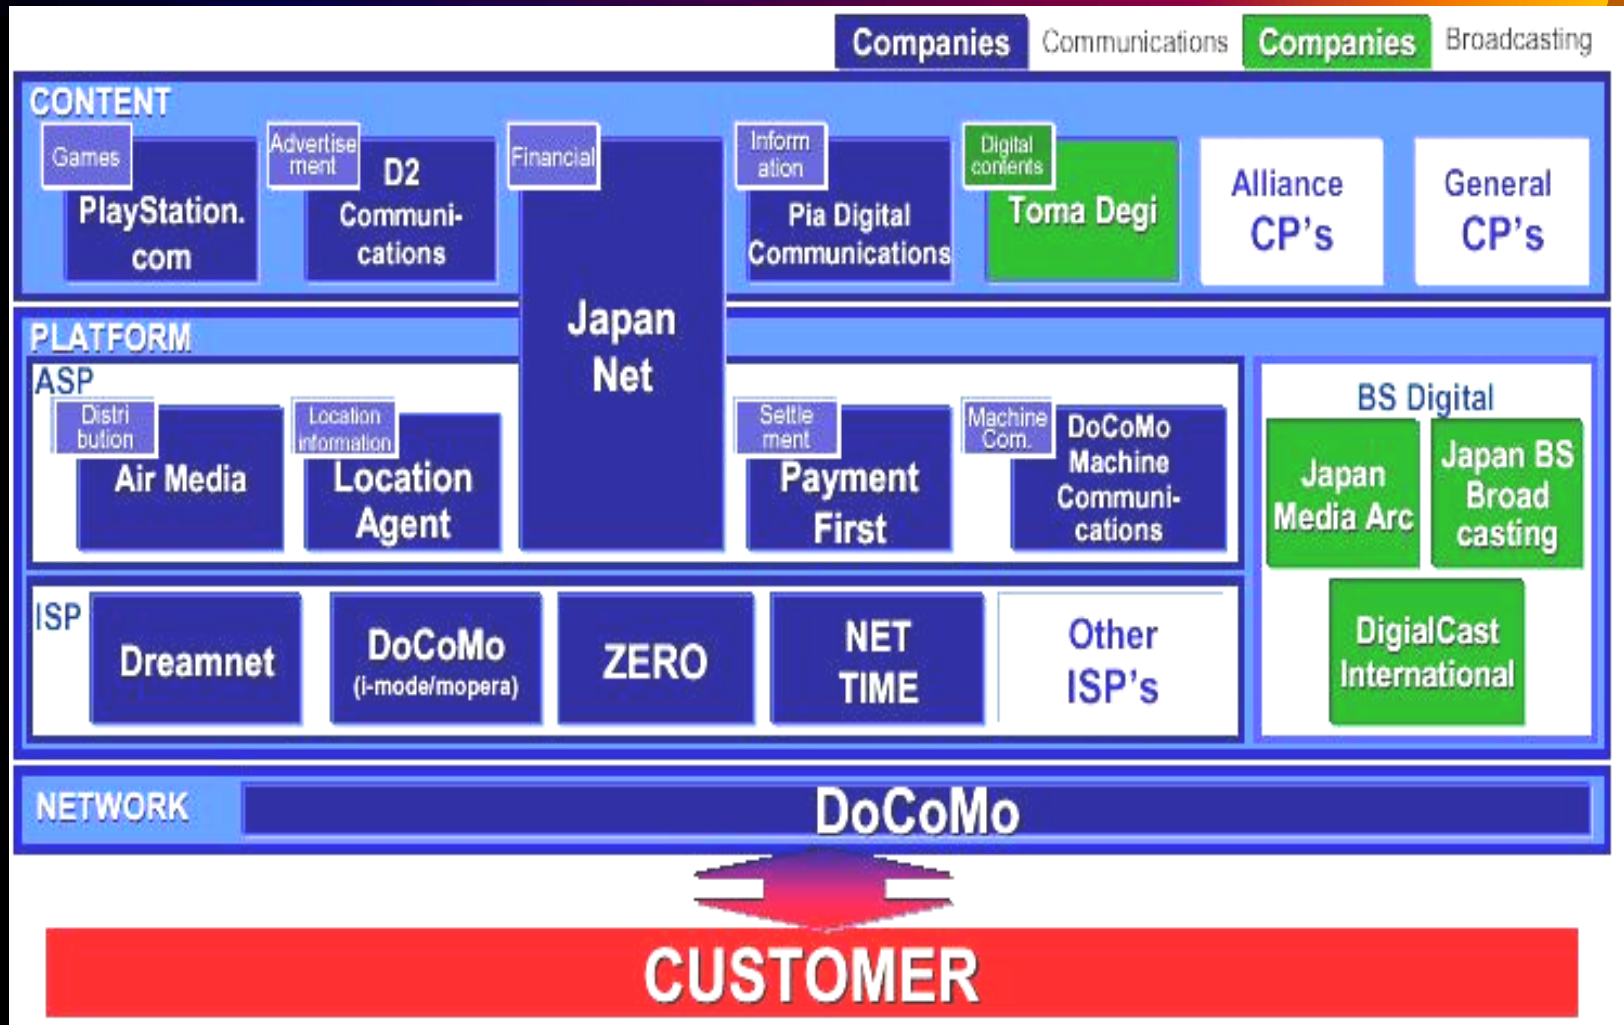 Companies Communications Companies Broadcasting
CONTENT
Games
PlayStation.
com
Advertise
ment
D2
Communi-
cations
Financial
Japan
Net
Inform
ation
Pia Digital
Communications
Digital
contents
Toma Degi
Alliance
CP's
General
CP's
PLATFORM
ASP
Distri
bution
Air Media
Location
information
Location
Agent
Settle
ment
Payment
First
Machine
Com.
DoCoMo
Machine
Communi-
cations
BS Digital
Japan
Media Arc
Japan BS
Broad
casting
DigialCast
International
ISP
Dreamnet
DoCoMo
(i-mode/mopera)
ZERO
NET
TIME
Other
ISP's
NETWORK
DoCoMo
CUSTOMER